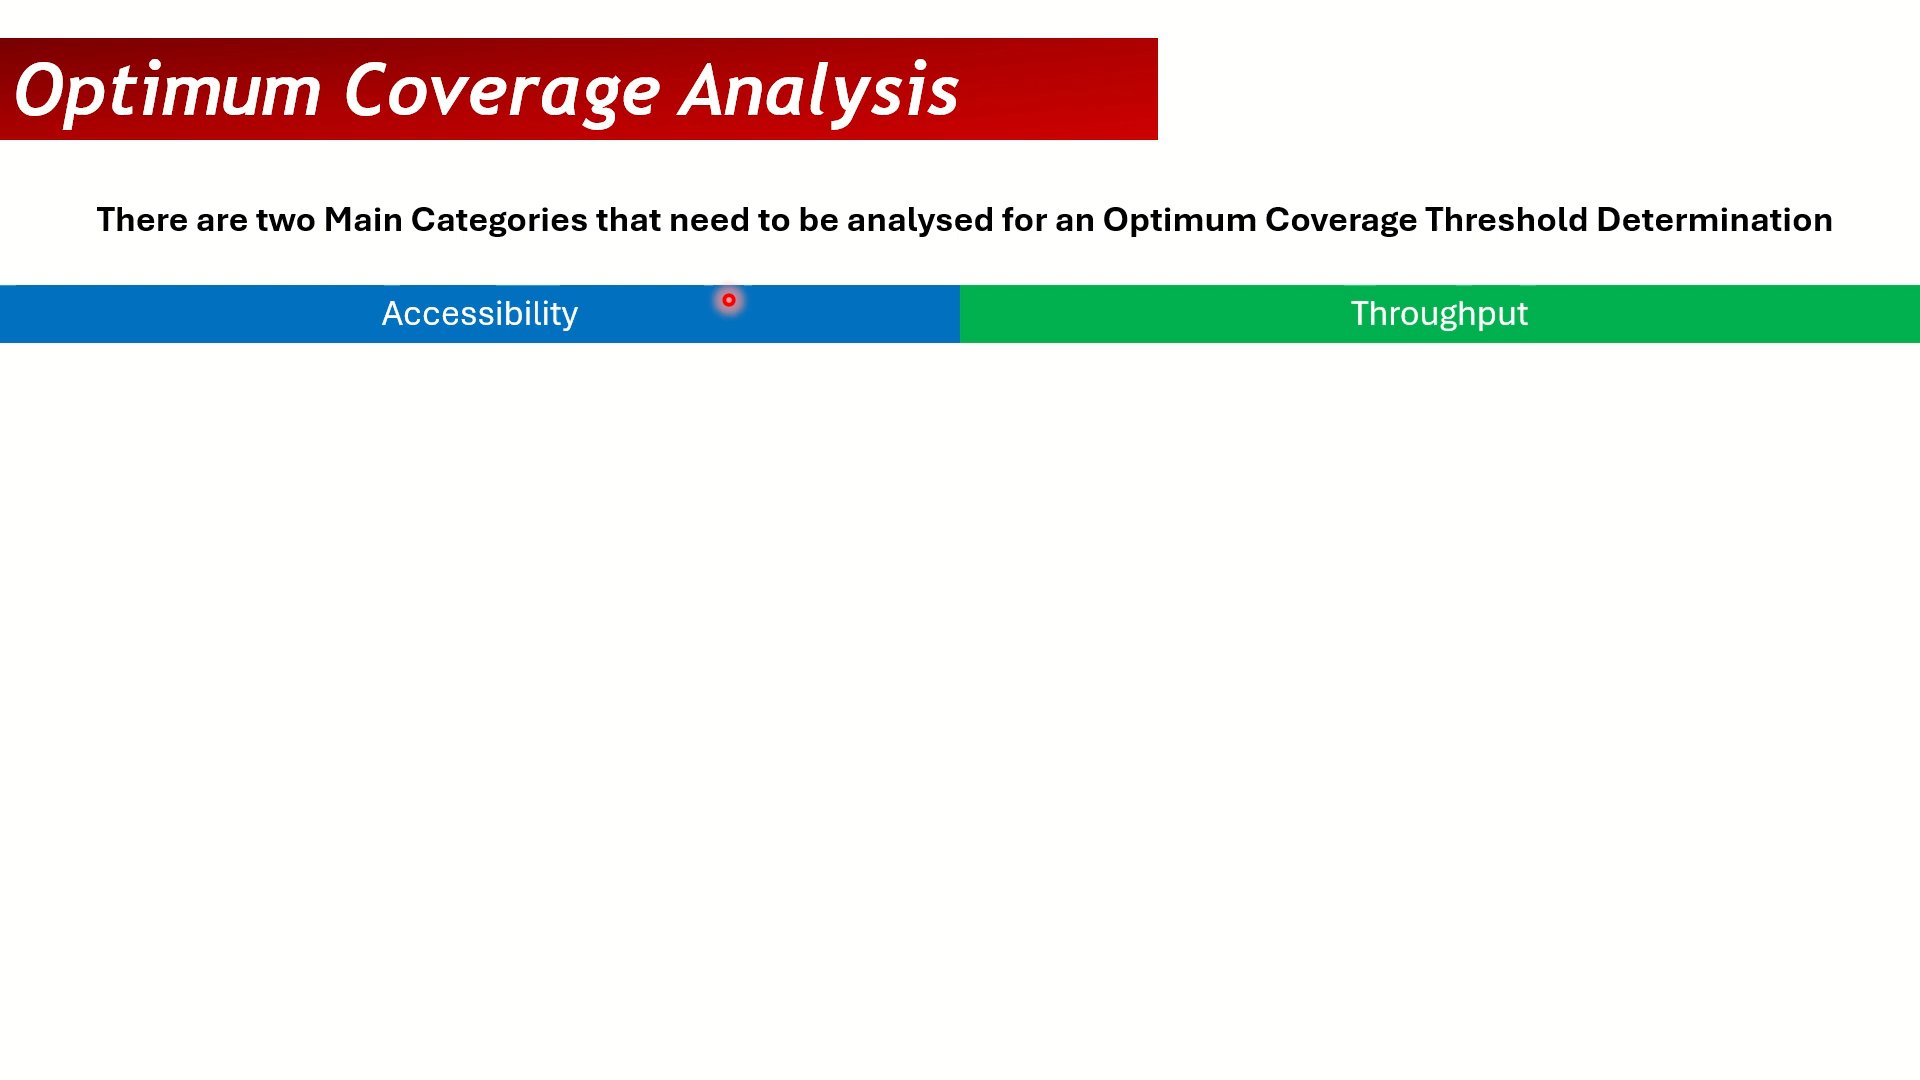 Optimum Coverage Analysis
There are two Main Categories that need to be analysed for an Optimum Coverage Threshold Determination
Accessibility
Throughput